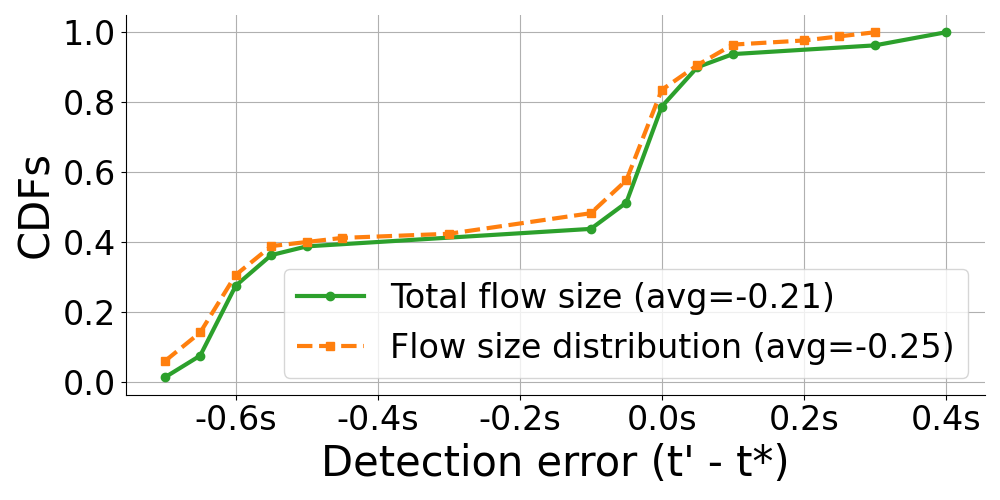 1.0
0.8
0.6
0.4
0.2
0.0
CDFs
Total flow size (avg=-0.21)
Flow size distribution (avg=-0.25)
-0.6s -0.4s -0.2s 0.0s 0.2s 0.4s
Detection error (t' - t*)